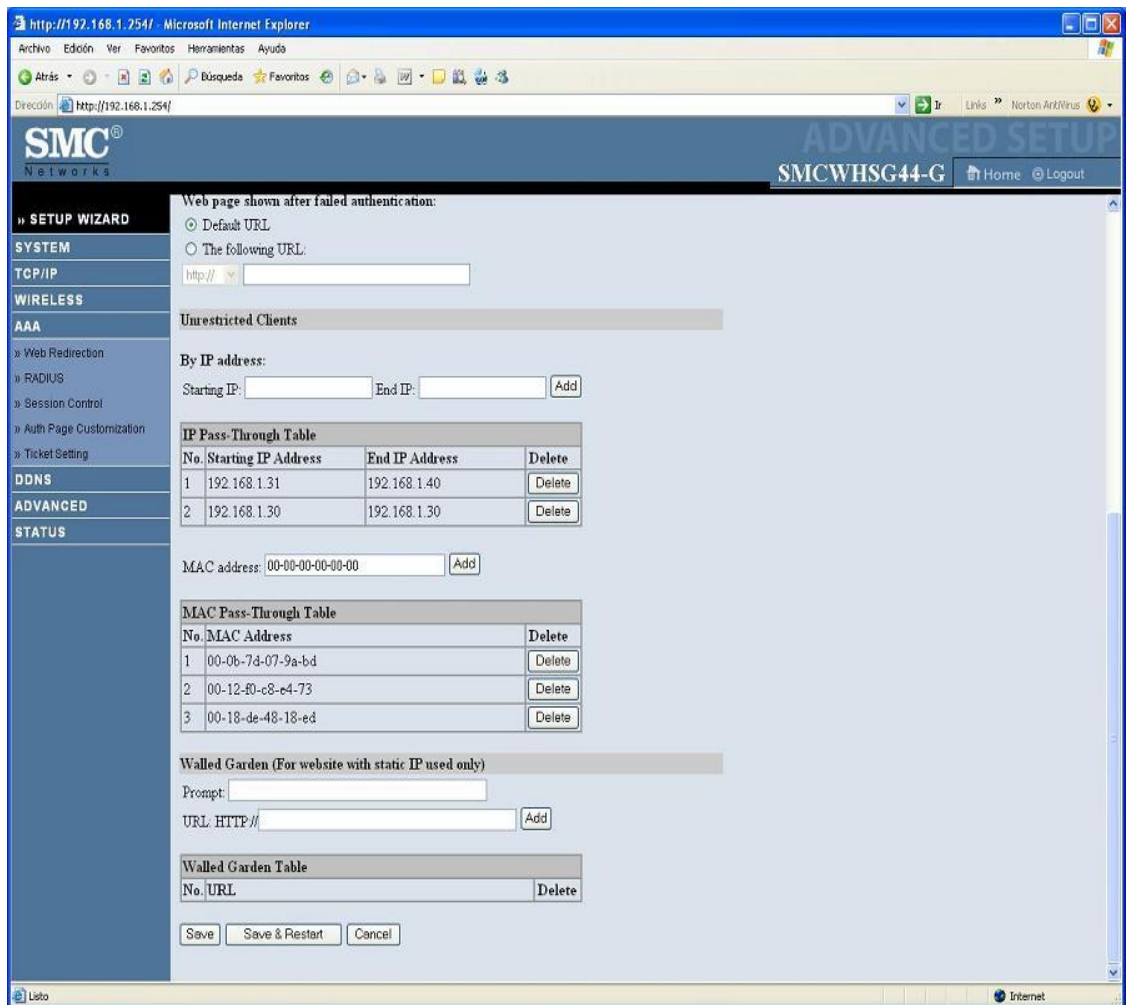 http://192.168.1.254/ - Microsoft Internet Explorer
Archivo Edición Ver Favoritos Herramientas Ayuda
Atrás Búsqueda Favoritos
Dirección http://192.168.1.254/ Ir Links » Norton AntiVirus
SMC® ADVANCED SETUP
Networks SMCWHSG44-G Home Logout
» SETUP WIZARD
SYSTEM
TCP/IP
WIRELESS
AAA
» Web Redirection
» RADIUS
» Session Control
» Auth Page Customization
» Ticket Setting
DDNS
ADVANCED
STATUS
Web page shown after failed authentication:
Default URL
The following URL:
http://
Unrestricted Clients
By IP address:
Starting IP: End IP: Add
IP Pass-Through Table
No. Starting IP Address End IP Address Delete
1 192.168.1.31 192.168.1.40 Delete
2 192.168.1.30 192.168.1.30 Delete
MAC address: 00-00-00-00-00-00 Add
MAC Pass-Through Table
No. MAC Address Delete
1 00-0b-7d-07-9a-bd Delete
2 00-12-f0-c8-e4-73 Delete
3 00-18-de-48-18-ed Delete
Walled Garden (For website with static IP used only)
Prompt:
URL: HTTP:// Add
Walled Garden Table
No. URL Delete
Save Save & Restart Cancel
Listo Internet